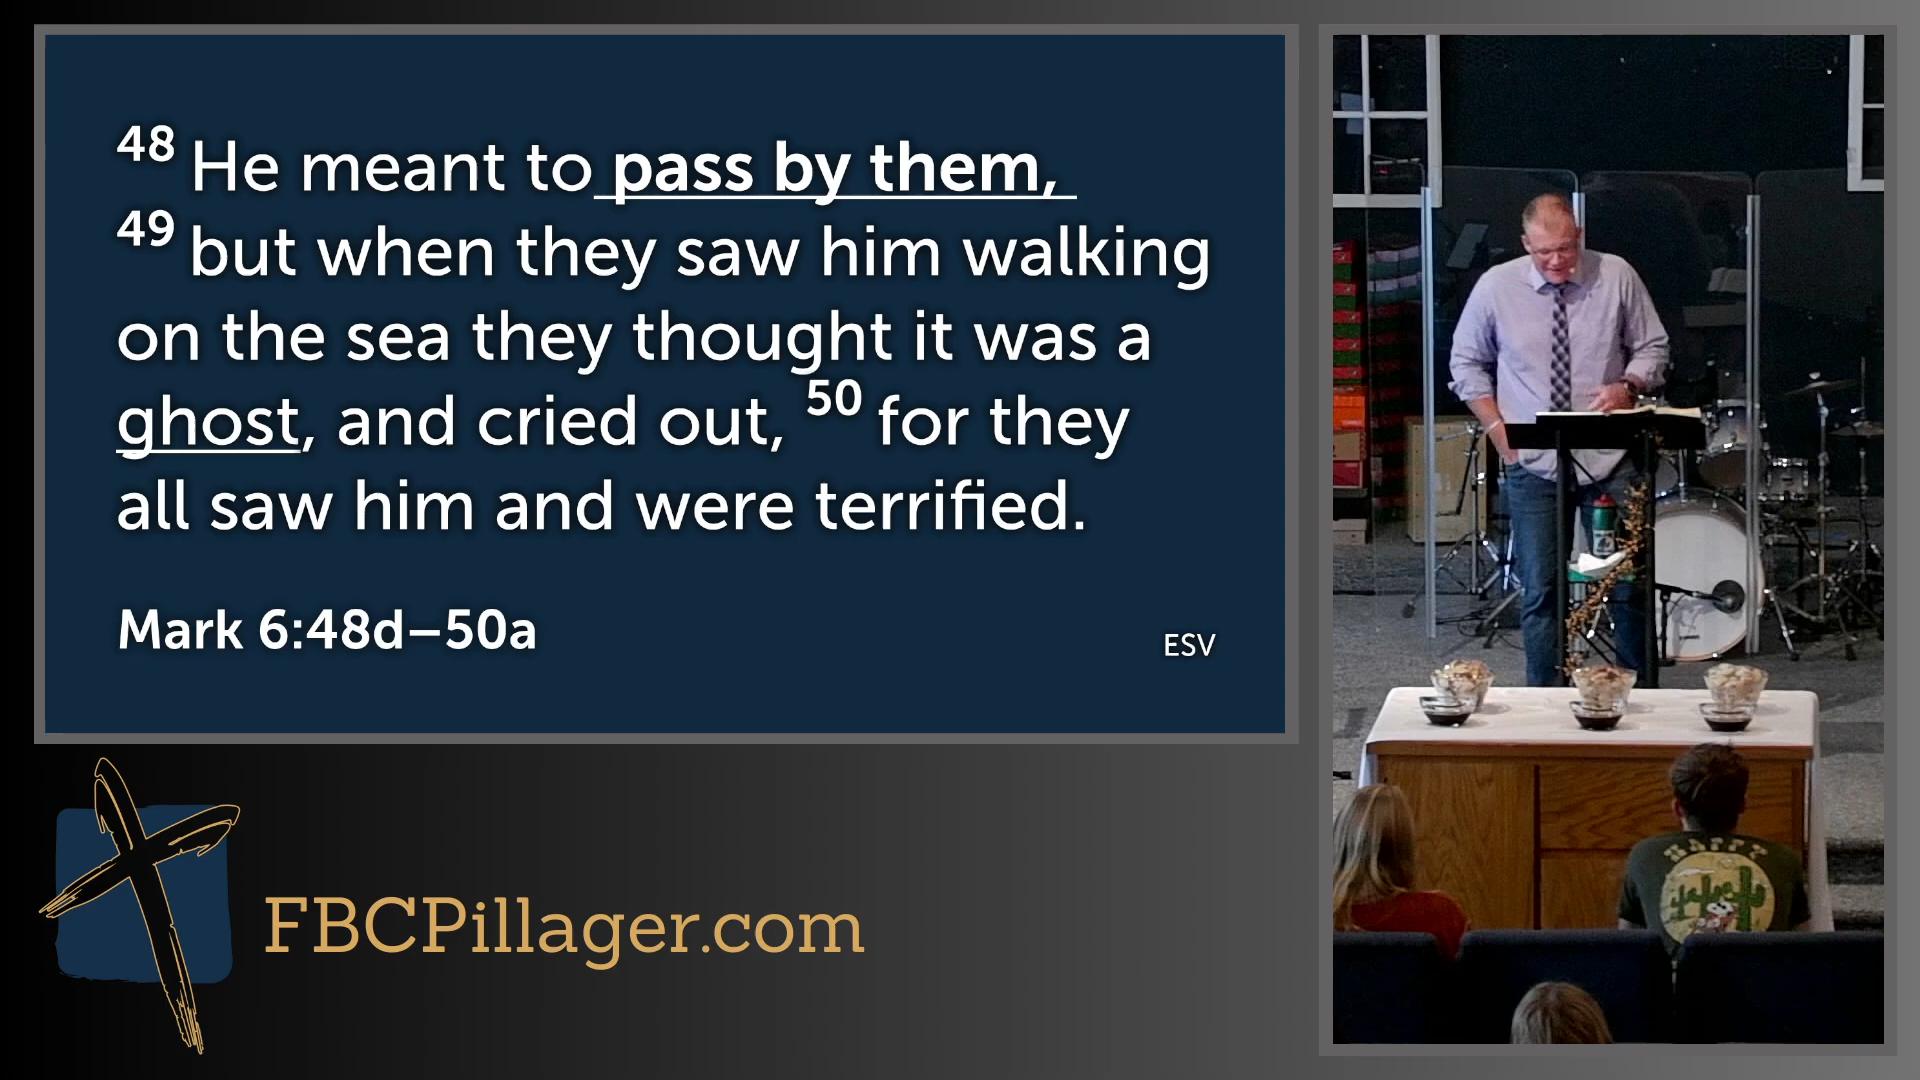 48 He meant to pass by them,
49 but when they saw him walking
on the sea they thought it was a
ghost, and cried out, 50 for they
all saw him and were terrified.
Mark 6:48d–50a
ESV
FBCPillager.com
HAPPY